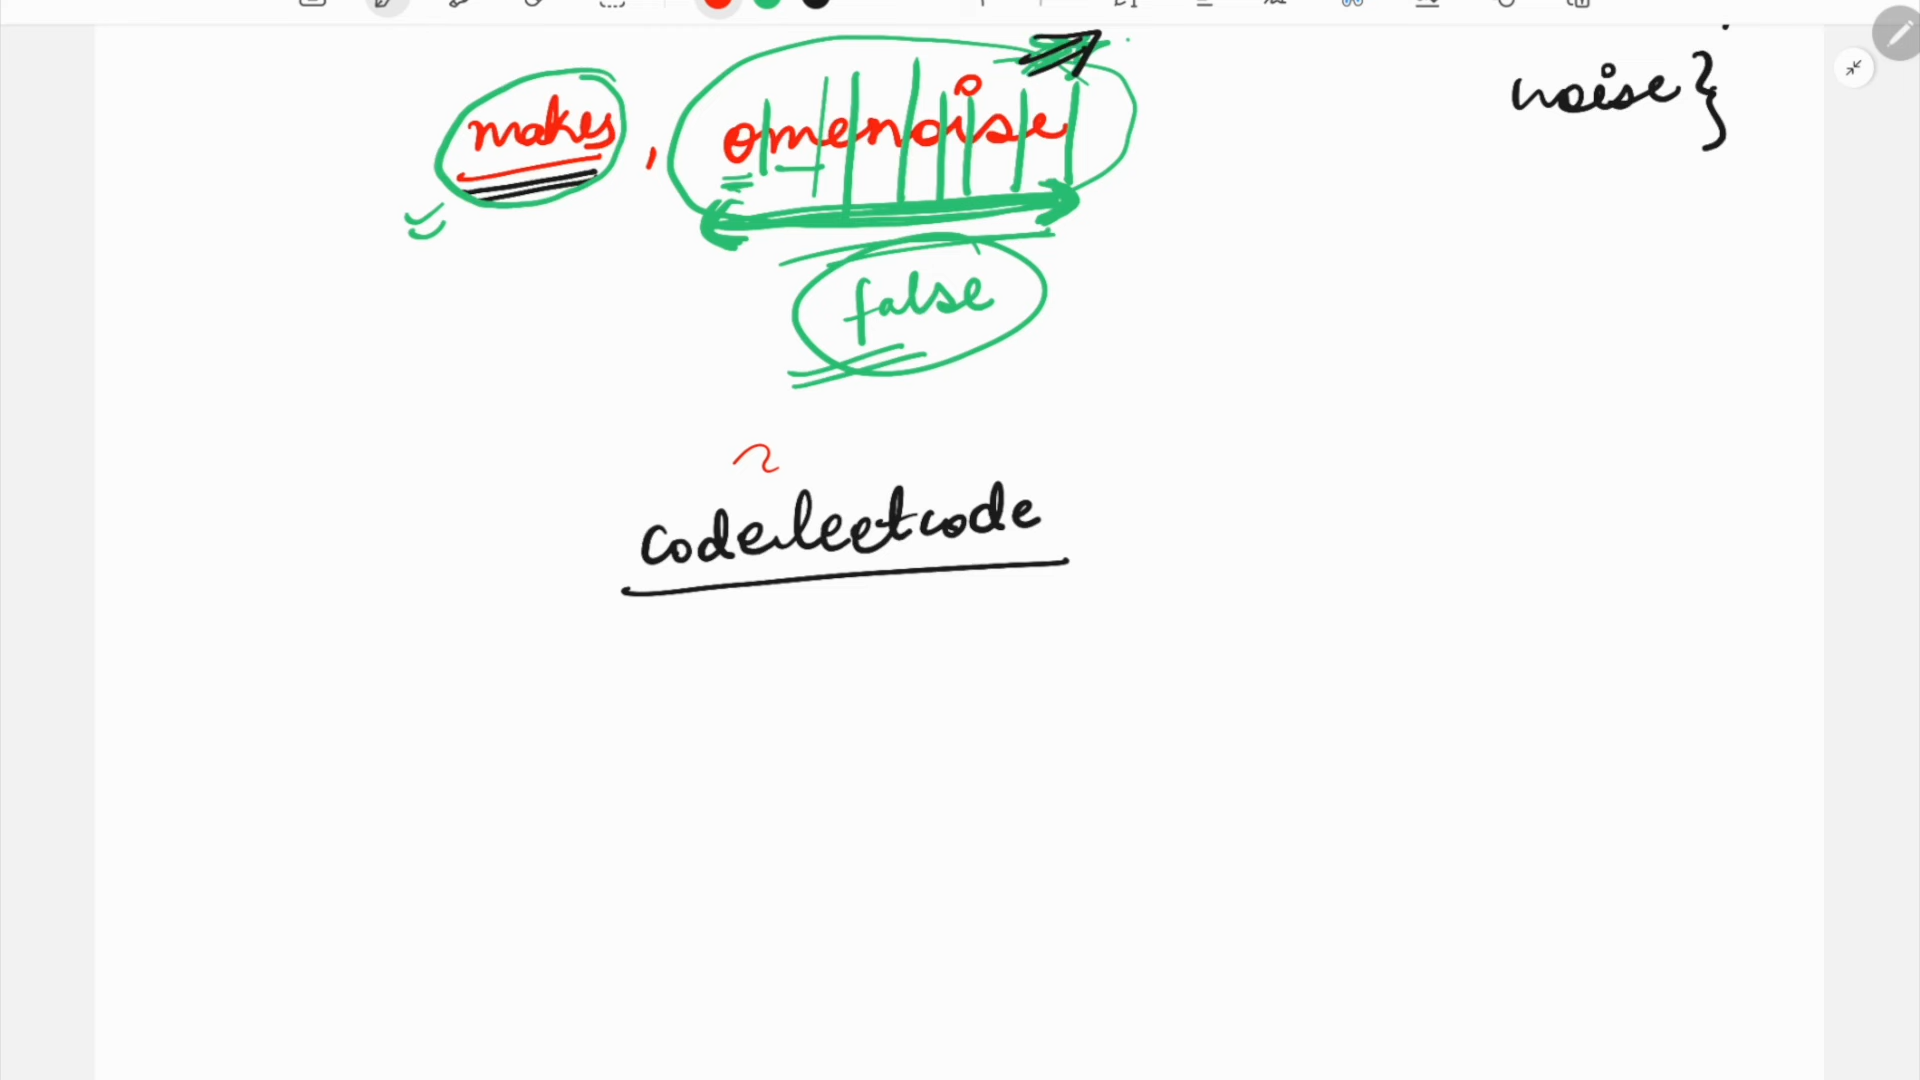 noise }
makes , omenoise
false
codeleetcode